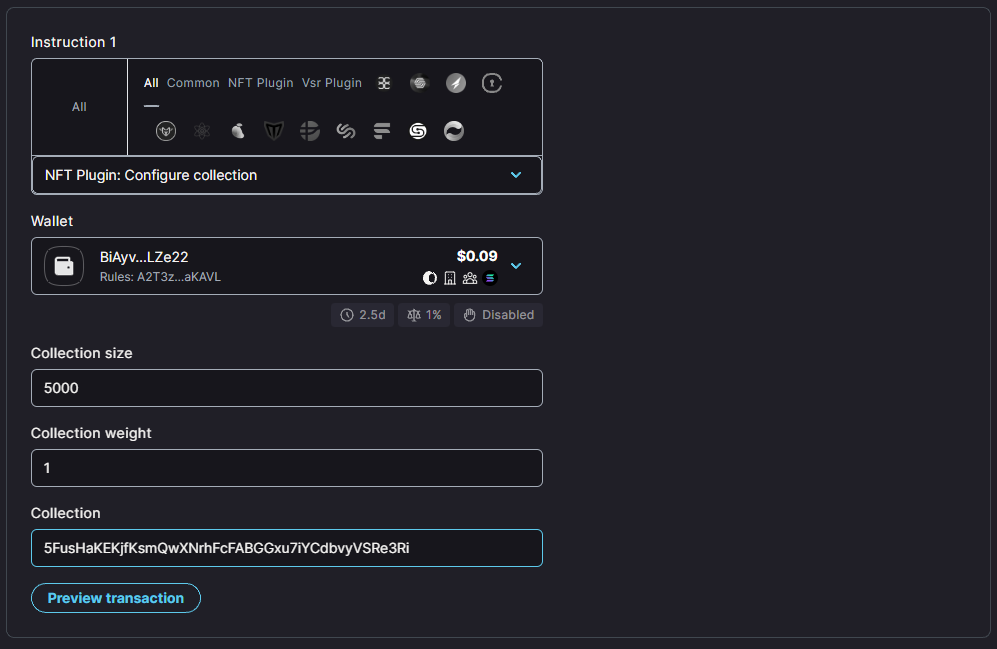 Instruction 1
All
All Common NFT Plugin Vsr Plugin
NFT Plugin: Configure collection
Wallet
BiAyv...LZe22
$0.09
Rules: A2T3z...aKAVL
2.5d 1% Disabled
Collection size
5000
Collection weight
1
Collection
5FusHaKEKjfKsmQwXNrhFcFABGGxu7iYCdbvyVSRe3Ri
Preview transaction